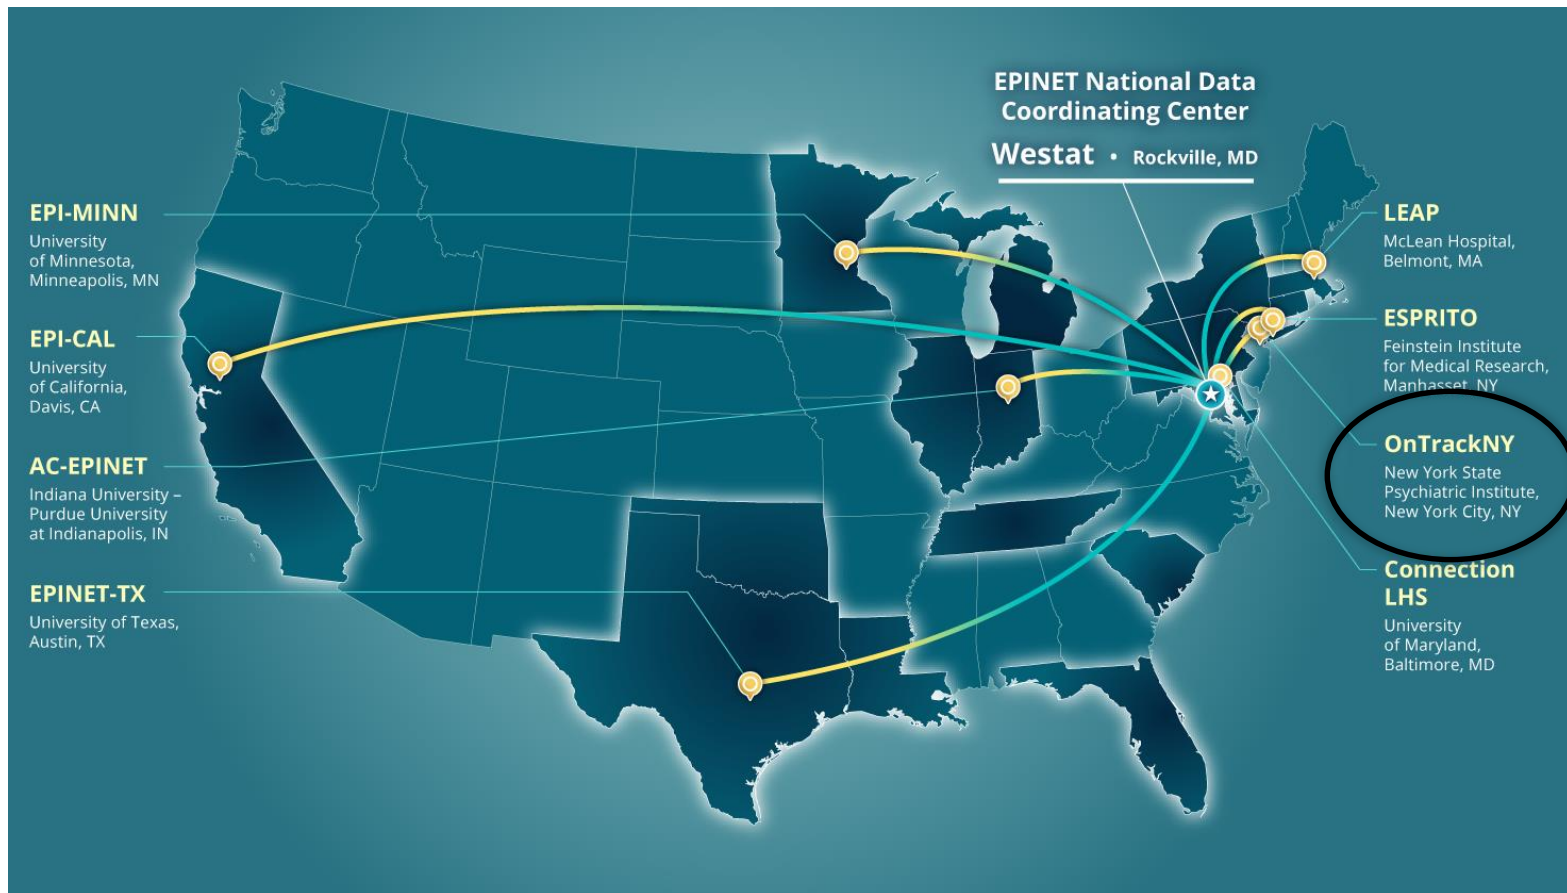 EPINET National Data
Coordinating Center
Westat • Rockville, MD
EPI-MINN
University
of Minnesota,
Minneapolis, MN
EPI-CAL
University
of California,
Davis, CA
AC-EPINET
Indiana University –
Purdue University
at Indianapolis, IN
EPINET-TX
University of Texas,
Austin, TX
LEAP
McLean Hospital,
Belmont, MA
ESPRITO
Feinstein Institute
for Medical Research,
Manhasset, NY
OnTrackNY
New York State
Psychiatric Institute,
New York City, NY
Connection
LHS
University
of Maryland,
Baltimore, MD